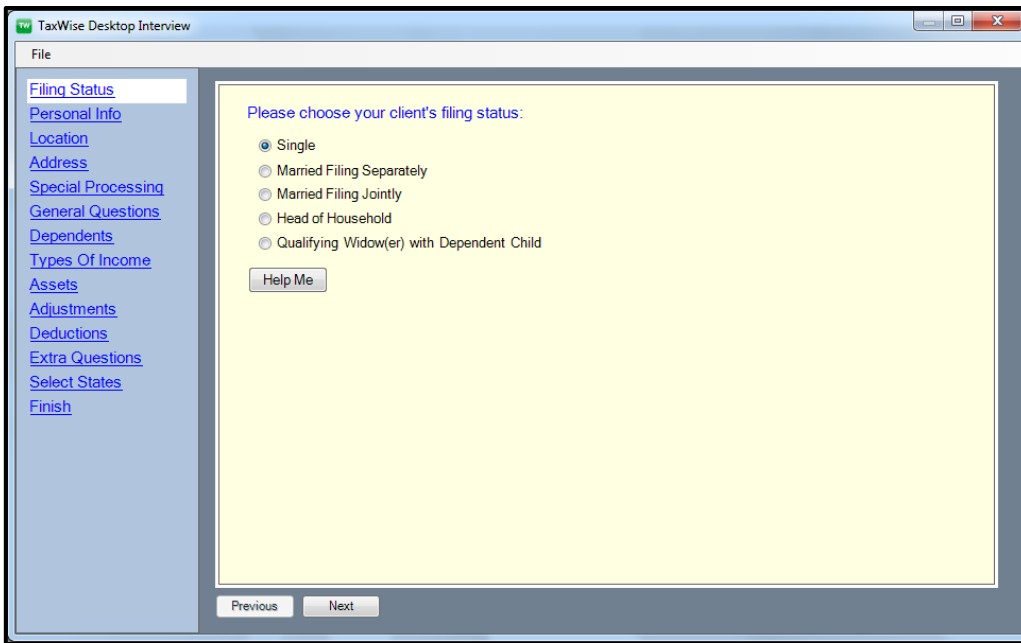 TW TaxWise Desktop Interview
File
Filing Status
Personal Info
Location
Address
Special Processing
General Questions
Dependents
Types Of Income
Assets
Adjustments
Deductions
Extra Questions
Select States
Finish
Please choose your client's filing status:
Single
Married Filing Separately
Married Filing Jointly
Head of Household
Qualifying Widow(er) with Dependent Child
Help Me
Previous Next